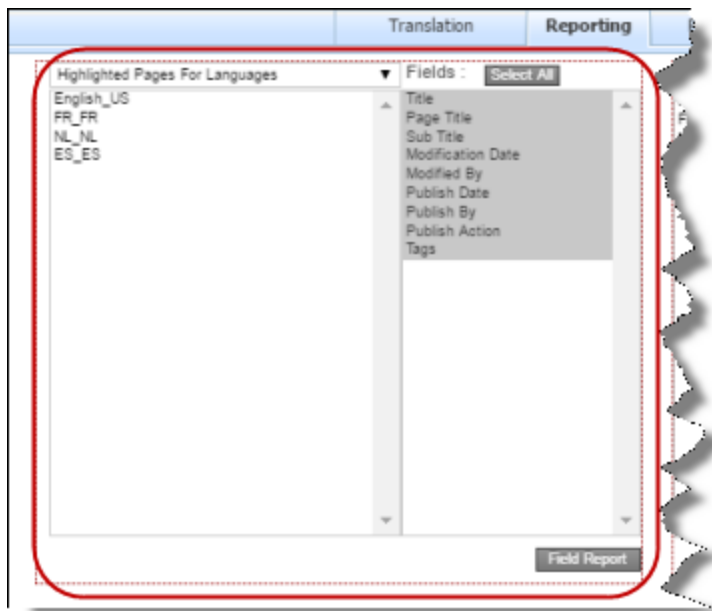 Translation Reporting
Highlighted Pages For Languages
Fields :
Select All
English_US
FR_FR
NL_NL
ES_ES
Title
Page Title
Sub Title
Modification Date
Modified By
Publish Date
Publish By
Publish Action
Tags
Field Report